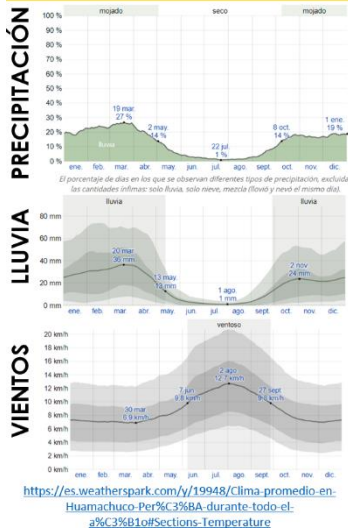 PRECIPITACIÓN
mojado seco mojado
100 %
90 %
80 %
70 %
60 %
50 %
40 %
30 %
20 %
10 %
0 %
19 mar.
27 %
2 may.
14 %
22 jul.
1 %
8 oct.
14 %
1 ene.
19 %
lluvia
ene. feb. mar. abr. may. jun. jul. ago. sept. oct. nov. dic.
El porcentaje de días en los que se observan diferentes tipos de precipitación, excluida
las cantidades ínfimas: solo lluvia, solo nieve, mezcla (llovió y nevó el mismo día).
LLUVIA
lluvia lluvia
80 mm
60 mm
40 mm
20 mm
0 mm
20 mar.
36 mm
13 may.
13 mm
1 ago.
1 mm
2 nov.
24 mm
ene. feb. mar. abr. may. jun. jul. ago. sept. oct. nov. dic.
VIENTOS
ventoso
20 km/h
18 km/h
16 km/h
14 km/h
12 km/h
10 km/h
8 km/h
6 km/h
4 km/h
2 km/h
0 km/h
30 mar.
6.9 km/h
7 jun.
9.8 km/h
2 ago.
12.7 km/h
27 sept.
9.8 km/h
ene. feb. mar. abr. may. jun. jul. ago. sept. oct. nov. dic.
https://es.weatherspark.com/y/19948/Clima-promedio-en-
Huamachuco-Per%C3%BA-durante-todo-el-
a%C3%B1o#Sections-Temperature